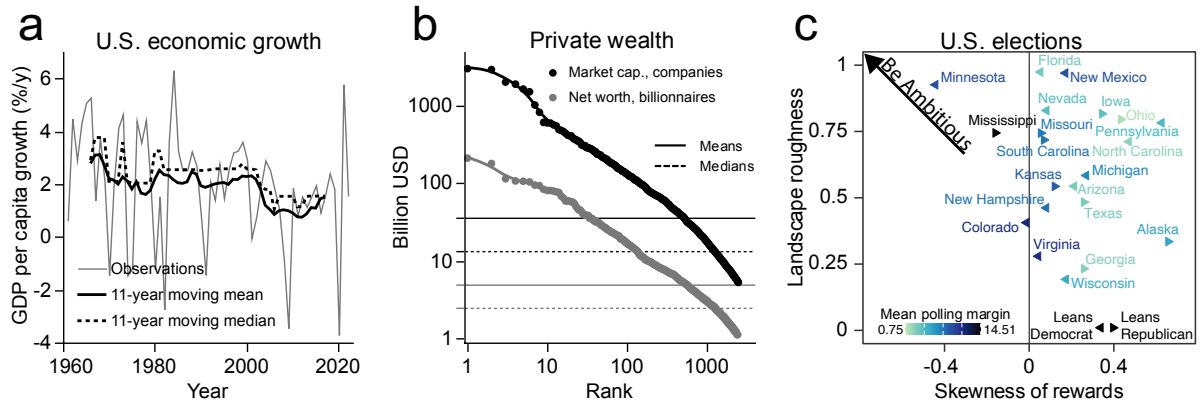 a
U.S. economic growth
GDP per capita growth (%/y)
6
4
2
0
-2
-4
1960
1980
2000
2020
Year
Observations
11-year moving mean
11-year moving median
b
Private wealth
Billion USD
1000
100
10
1
1
10
100
1000
Rank
Market cap., companies
Net worth, billionnaires
Means
Medians
c
U.S. elections
Landscape roughness
1
0.75
0.5
0.25
0
-0.4
0
0.4
Skewness of rewards
Be Ambitious
Florida
Minnesota
New Mexico
Nevada
Iowa
Ohio
Mississippi
Missouri
Pennsylvania
South Carolina
North Carolina
Kansas
Michigan
Arizona
New Hampshire
Texas
Colorado
Alaska
Virginia
Georgia
Wisconsin
Mean polling margin
0.75
14.51
Leans
Democrat
Leans
Republican